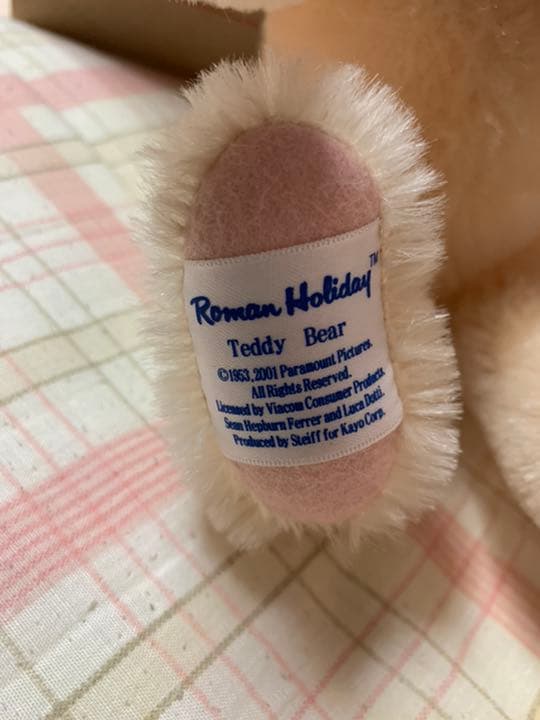 Roman Holiday™
Teddy Bear
©1953,2001 Paramount Pictures.
All Rights Reserved.
Licensed by Viacom Consumer Products.
Sean Hepburn Ferrer and Luca Dotti.
Produced by Steiff for Kayo Corp.